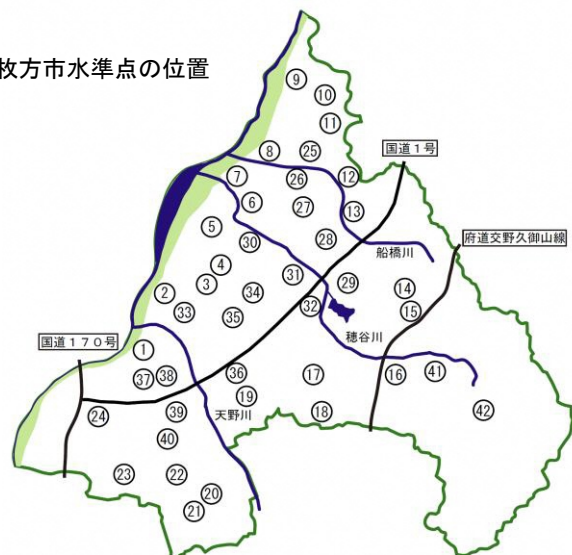 枚方市水準点の位置
⑨
⑩
⑪
国道１号
⑧ ㉕
⑦ ㉖ ⑫
⑥ ㉗ ⑬
府道交野久御山線
⑤ ㉚ ㉘
船橋川
④ ㉛
③ ㉙ ⑭
② ㉞
㉝ ㉟ ㉜ ⑮
穂谷川
国道１７０号
①
㊲ ㊳ ㊱ ⑰ ⑯ ㊶
⑲
㉔ ㊴ 天野川 ⑱ ㊷
㊵
㉓ ㉒
⑳
㉑